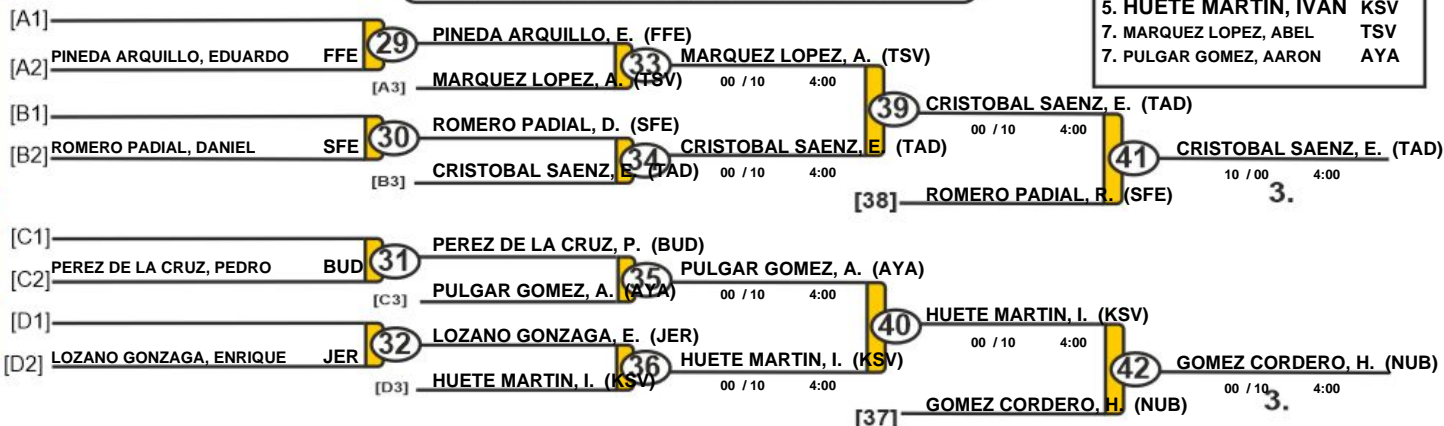 5. HUETE MARTIN, IVAN KSV
7. MARQUEZ LOPEZ, ABEL TSV
7. PULGAR GOMEZ, AARON AYA
[A1]
[A2] PINEDA ARQUILLO, EDUARDO FFE
29
PINEDA ARQUILLO, E. (FFE)
[A3] MARQUEZ LOPEZ, A. (TSV)
33
MARQUEZ LOPEZ, A. (TSV)
00 / 10 4:00
[B1]
[B2] ROMERO PADIAL, DANIEL SFE
30
ROMERO PADIAL, D. (SFE)
[B3] CRISTOBAL SAENZ, E. (TAD)
34
CRISTOBAL SAENZ, E. (TAD)
00 / 10 4:00
39
CRISTOBAL SAENZ, E. (TAD)
00 / 10 4:00
[38] ROMERO PADIAL, R. (SFE)
41
CRISTOBAL SAENZ, E. (TAD)
10 / 00 4:00
3.
[C1]
[C2] PEREZ DE LA CRUZ, PEDRO BUD
31
PEREZ DE LA CRUZ, P. (BUD)
[C3] PULGAR GOMEZ, A. (AYA)
35
PULGAR GOMEZ, A. (AYA)
00 / 10 4:00
[D1]
[D2] LOZANO GONZAGA, ENRIQUE JER
32
LOZANO GONZAGA, E. (JER)
[D3] HUETE MARTIN, I. (KSV)
36
HUETE MARTIN, I. (KSV)
00 / 10 4:00
40
HUETE MARTIN, I. (KSV)
00 / 10 4:00
[37] GOMEZ CORDERO, H. (NUB)
42
GOMEZ CORDERO, H. (NUB)
00 / 10 4:00
3.